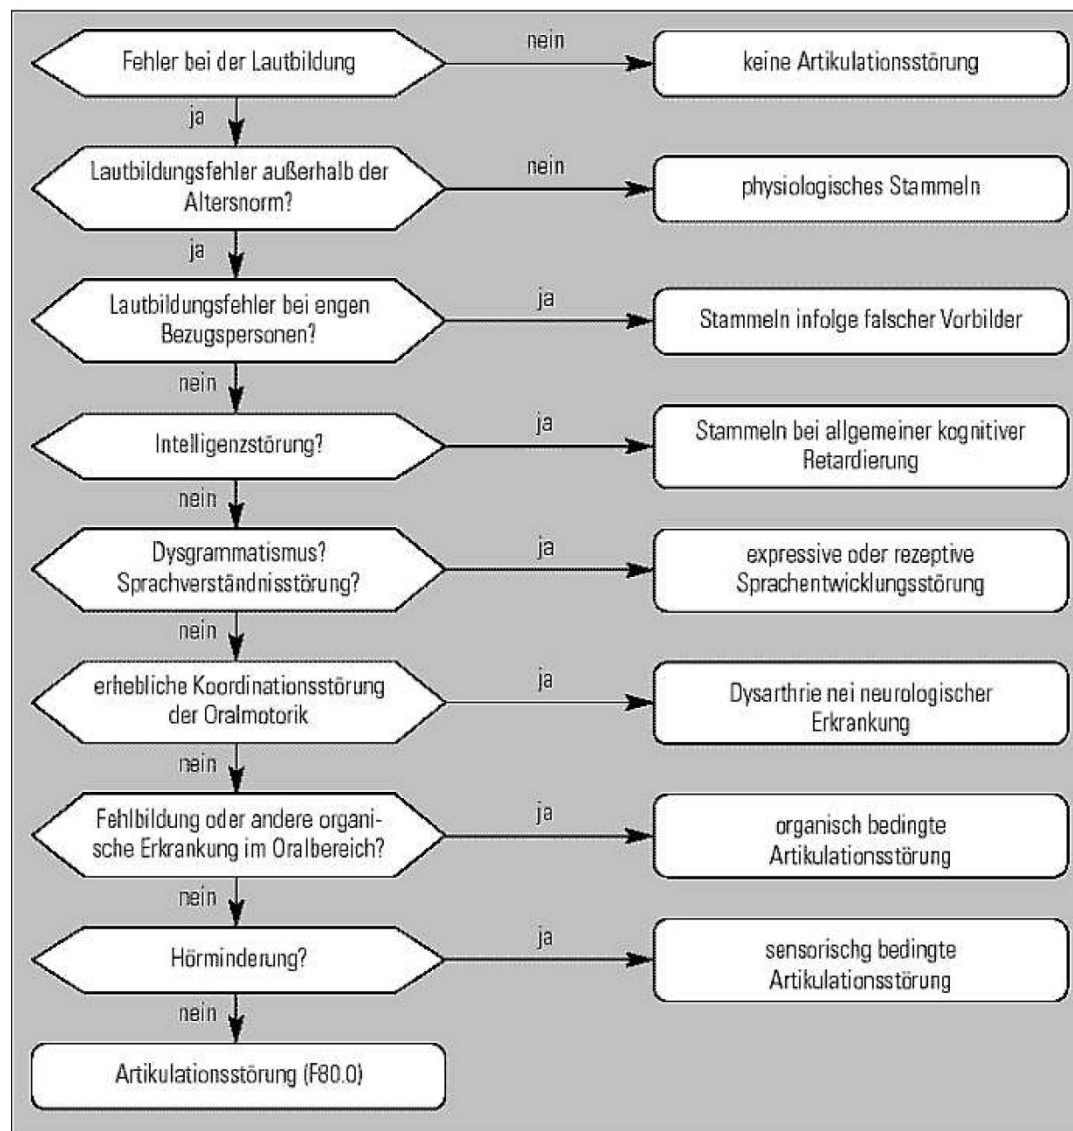 Fehler bei der Lautbildung
nein
keine Artikulationsstörung
ja
Lautbildungsfehler außerhalb der
Altersnorm?
nein
physiologisches Stammeln
ja
Lautbildungsfehler bei engen
Bezugspersonen?
ja
Stammeln infolge falscher Vorbilder
nein
Intelligenzstörung?
ja
Stammeln bei allgemeiner kognitiver
Retardierung
nein
Dysgrammatismus?
Sprachverständnisstörung?
ja
expressive oder rezeptive
Sprachentwicklungsstörung
nein
erhebliche Koordinationsstörung
der Oralmotorik
ja
Dysarthrie nei neurologischer
Erkrankung
nein
Fehlbildung oder andere organi-
sche Erkrankung im Oralbereich?
ja
organisch bedingte
Artikulationsstörung
nein
Hörminderung?
ja
sensorischg bedingte
Artikulationsstörung
nein
Artikulationsstörung (F80.0)